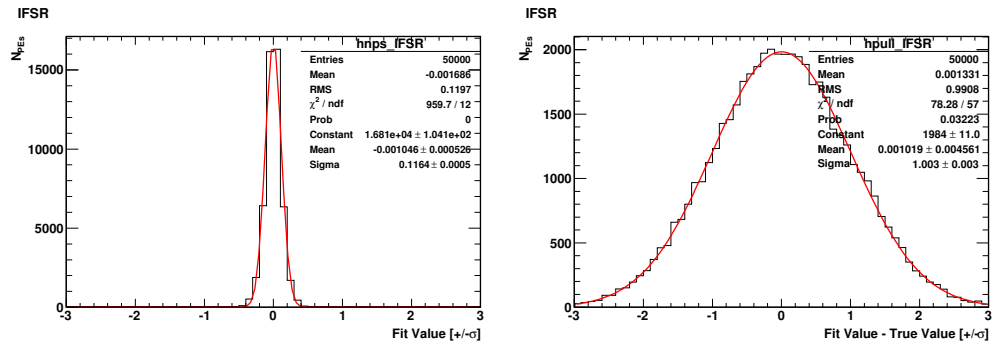 IFSR
N_PEs
hnps_IFSR
Entries 50000
Mean -0.001686
RMS 0.1197
χ² / ndf 959.7 / 12
Prob 0
Constant 1.681e+04 ± 1.041e+02
Mean -0.001046 ± 0.000526
Sigma 0.1164 ± 0.0005
15000
10000
5000
0
-3 -2 -1 0 1 2 3
Fit Value [+/-σ]
IFSR
N_PEs
hpull_IFSR
Entries 50000
Mean 0.001331
RMS 0.9908
χ² / ndf 78.28 / 57
Prob 0.03223
Constant 1984 ± 11.0
Mean 0.001019 ± 0.004561
Sigma 1.003 ± 0.003
2000
1500
1000
500
0
-3 -2 -1 0 1 2 3
Fit Value - True Value [+/-σ]